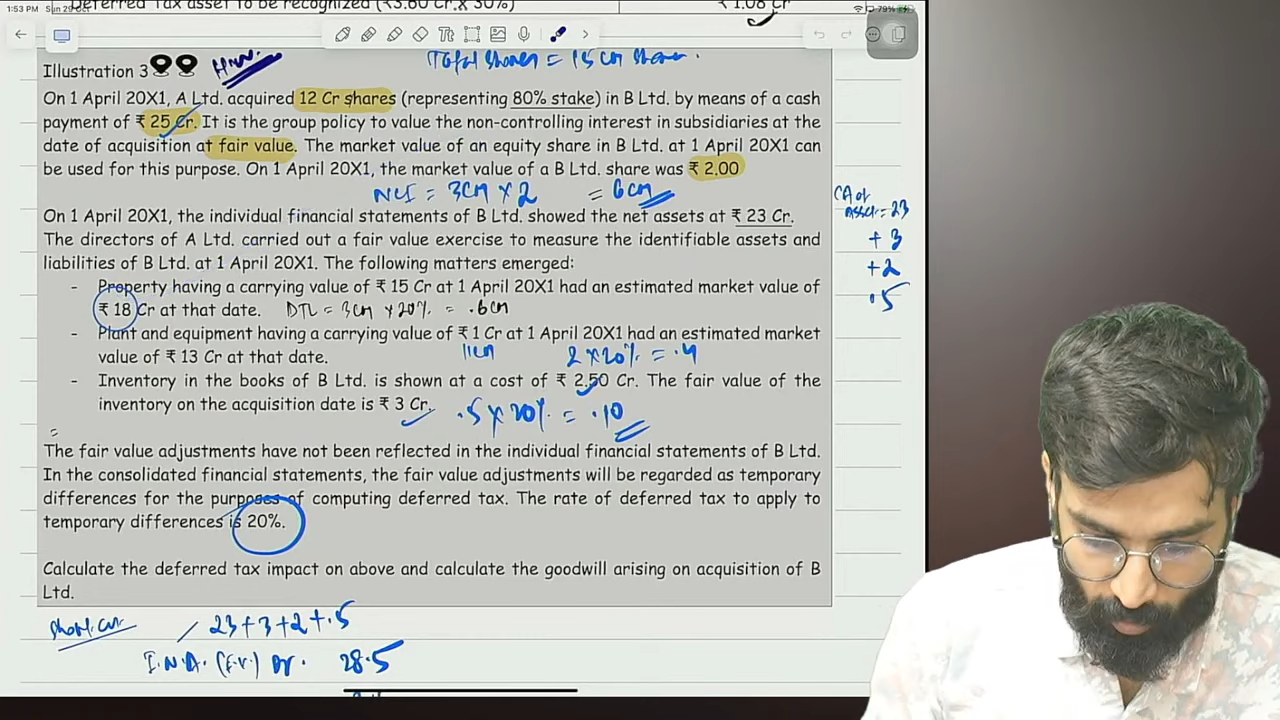 Deferred Tax asset to be recognized (₹3.60 Cr.x 30%)
₹ 1.08 Cr
1:53 PM Sun 29 Oct
79%
Total shares = 15 Cr shares.
Illustration 3 H.W.
On 1 April 20X1, A Ltd. acquired 12 Cr shares (representing 80% stake) in B Ltd. by means of a cash
payment of ₹ 25 Cr. It is the group policy to value the non-controlling interest in subsidiaries at the
date of acquisition at fair value. The market value of an equity share in B Ltd. at 1 April 20X1 can
be used for this purpose. On 1 April 20X1, the market value of a B Ltd. share was ₹ 2.00
NCI = 3Cr x 2 = 6Cr
CA of
Asset = 23
+ 3
+2
.5
On 1 April 20X1, the individual financial statements of B Ltd. showed the net assets at ₹ 23 Cr.
The directors of A Ltd. carried out a fair value exercise to measure the identifiable assets and
liabilities of B Ltd. at 1 April 20X1. The following matters emerged:
- Property having a carrying value of ₹ 15 Cr at 1 April 20X1 had an estimated market value of
₹ 18 Cr at that date. DTL = 3Cr x20% = .6Cr
- Plant and equipment having a carrying value of ₹ 1 Cr at 1 April 20X1 had an estimated market
value of ₹ 13 Cr at that date. 11Cr 2x20% = .4
- Inventory in the books of B Ltd. is shown at a cost of ₹ 2.50 Cr. The fair value of the
inventory on the acquisition date is ₹ 3 Cr. .5 x 20% = .10
The fair value adjustments have not been reflected in the individual financial statements of B Ltd.
In the consolidated financial statements, the fair value adjustments will be regarded as temporary
differences for the purposes of computing deferred tax. The rate of deferred tax to apply to
temporary differences is 20%.
Calculate the deferred tax impact on above and calculate the goodwill arising on acquisition of B
Ltd.
Shortcut 23+3+2+.5
I.N.A. (F.V.) Dr. 28.5